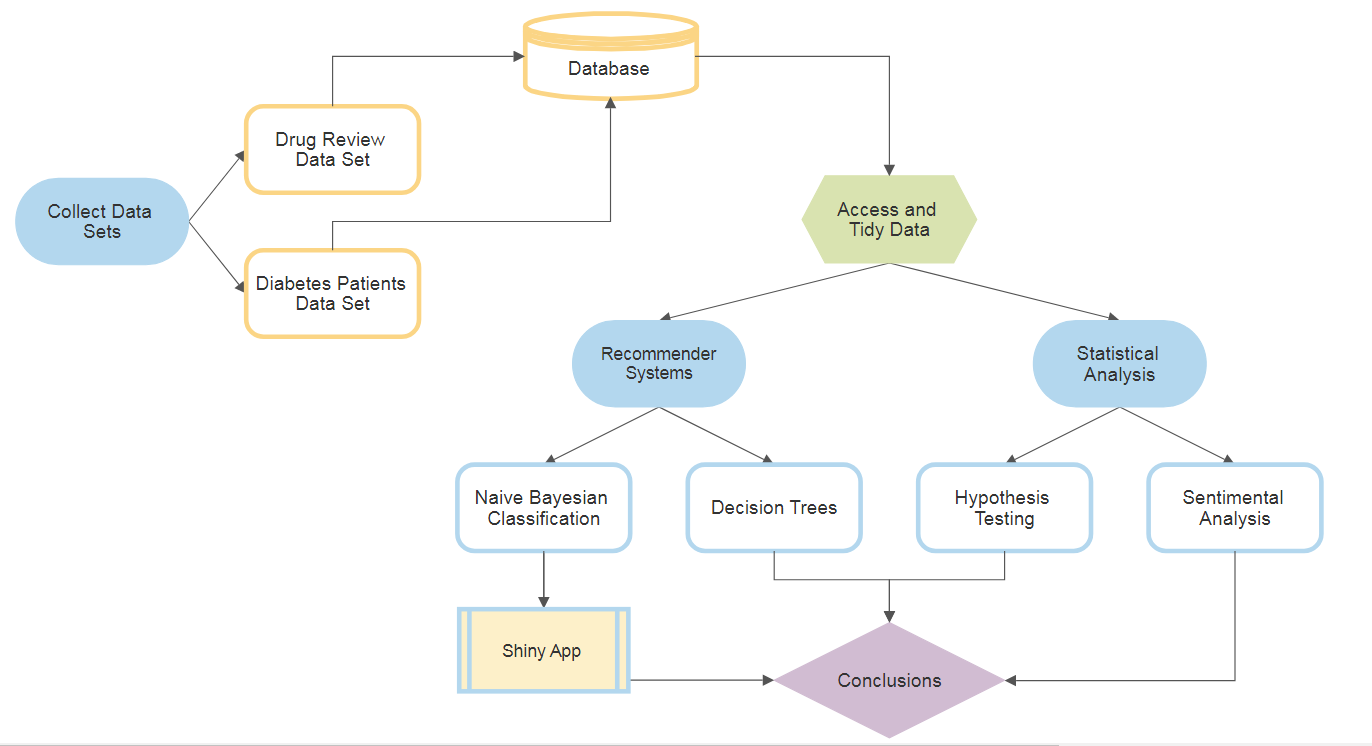 Database
Drug Review
Data Set
Collect Data
Sets
Access and
Tidy Data
Diabetes Patients
Data Set
Recommender
Systems
Statistical
Analysis
Naive Bayesian
Classification
Decision Trees
Hypothesis
Testing
Sentimental
Analysis
Shiny App
Conclusions